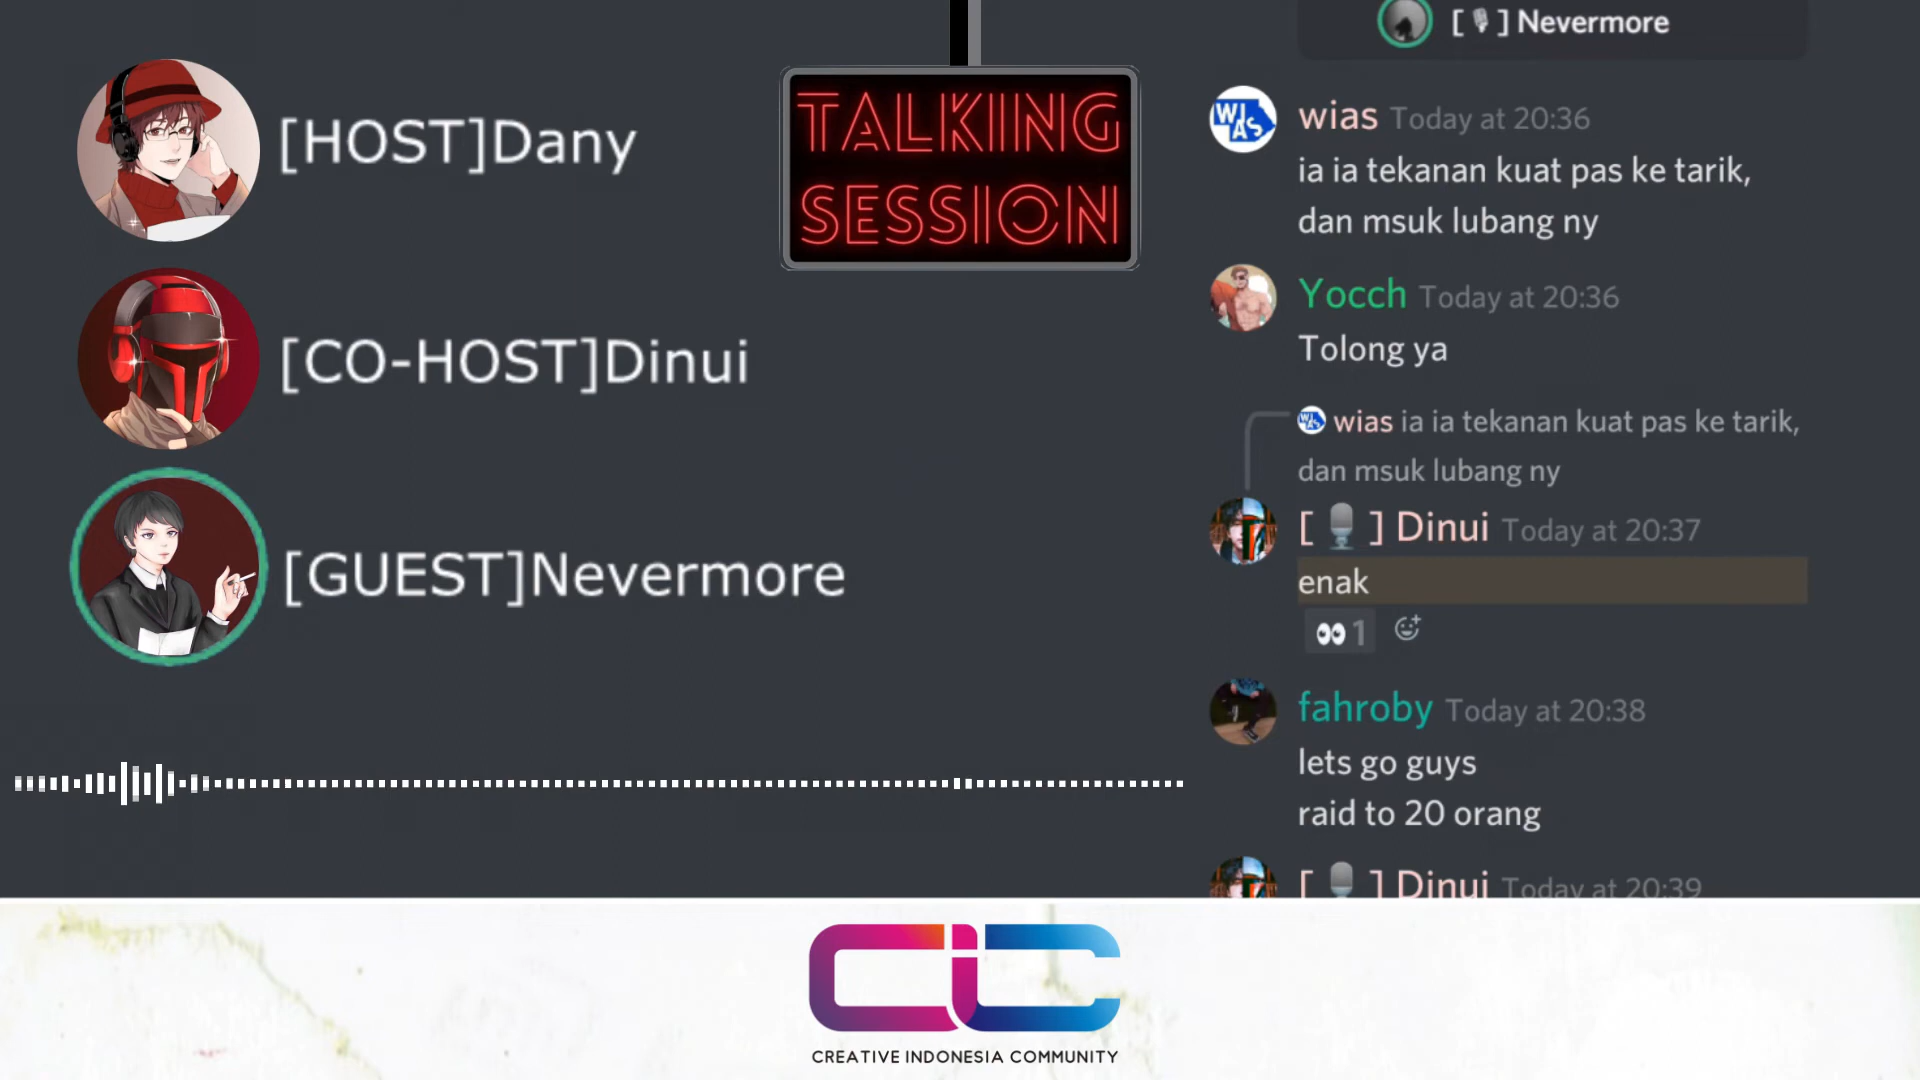 [HOST]Dany
[CO-HOST]Dinui
[GUEST]Nevermore
TALKING
SESSION
[🎙] Nevermore
WIAS
wias Today at 20:36
ia ia tekanan kuat pas ke tarik,
dan msuk lubang ny
Yocch Today at 20:36
Tolong ya
wias ia ia tekanan kuat pas ke tarik,
dan msuk lubang ny
[🎙] Dinui Today at 20:37
enak
👀 1
fahroby Today at 20:38
lets go guys
raid to 20 orang
[🎙] Dinui Today at 20:39
CIC
CREATIVE INDONESIA COMMUNITY